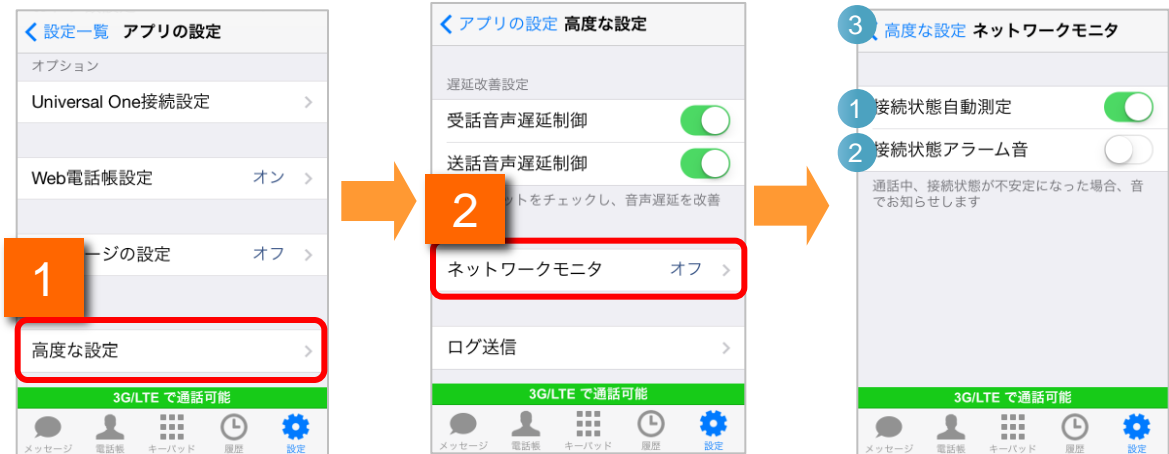 設定一覧 アプリの設定
オプション
Universal One接続設定
Web電話帳設定 オン
ージの設定 オフ
1
高度な設定
3G/LTE で通話可能
メッセージ 電話帳 キーパッド 履歴 設定
アプリの設定 高度な設定
遅延改善設定
受話音声遅延制御
送話音声遅延制御
ットをチェックし、音声遅延を改善
2
ネットワークモニタ オフ
ログ送信
3G/LTE で通話可能
メッセージ 電話帳 キーパッド 履歴 設定
3 高度な設定 ネットワークモニタ
1 接続状態自動測定
2 接続状態アラーム音
通話中、接続状態が不安定になった場合、音
でお知らせします
3G/LTE で通話可能
メッセージ 電話帳 キーパッド 履歴 設定